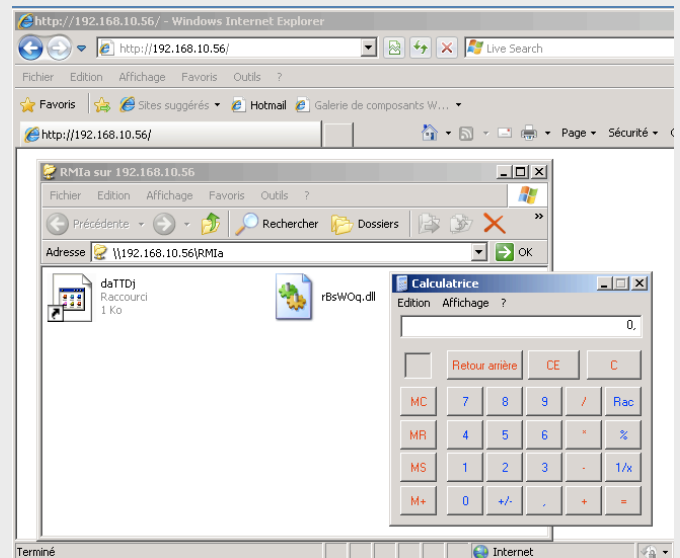 http://192.168.10.56/ - Windows Internet Explorer
http://192.168.10.56/ Live Search
Fichier Edition Affichage Favoris Outils ?
Favoris Sites suggérés Hotmail Galerie de composants W...
http://192.168.10.56/ Page Sécurité
RMIa sur 192.168.10.56
Fichier Edition Affichage Favoris Outils ?
Précédente Rechercher Dossiers »
Adresse \\192.168.10.56\RMIa OK
daTTDj
Raccourci
1 Ko
rBsWOq.dll
Calculatrice
Edition Affichage ?
0,
Retour arrière CE C
MC 7 8 9 / Rac
MR 4 5 6 * %
MS 1 2 3 - 1/x
M+ 0 +/- , + =
Terminé Internet